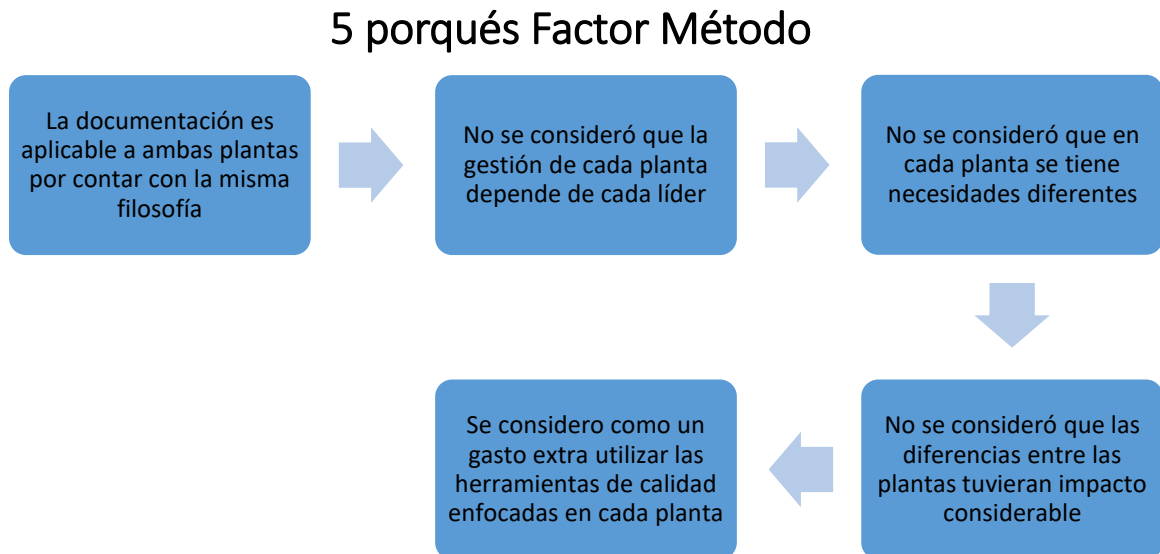 5 porqués Factor Método
La documentación es
aplicable a ambas plantas
por contar con la misma
filosofía
No se consideró que la
gestión de cada planta
depende de cada líder
No se consideró que en
cada planta se tiene
necesidades diferentes
No se consideró que las
diferencias entre las
plantas tuvieran impacto
considerable
Se considero como un
gasto extra utilizar las
herramientas de calidad
enfocadas en cada planta